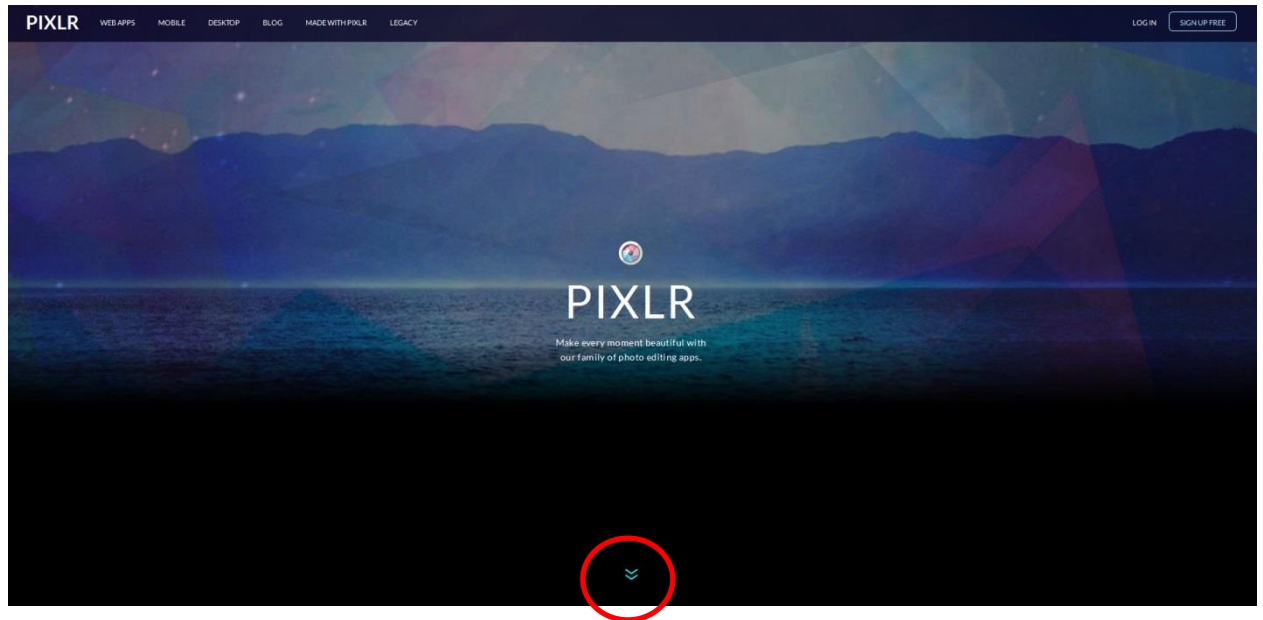 PIXLR WEB APPS MOBILE DESKTOP BLOG MADE WITH PIXLR LEGACY LOG IN SIGN UP FREE
PIXLR
Make every moment beautiful with
our family of photo editing apps.